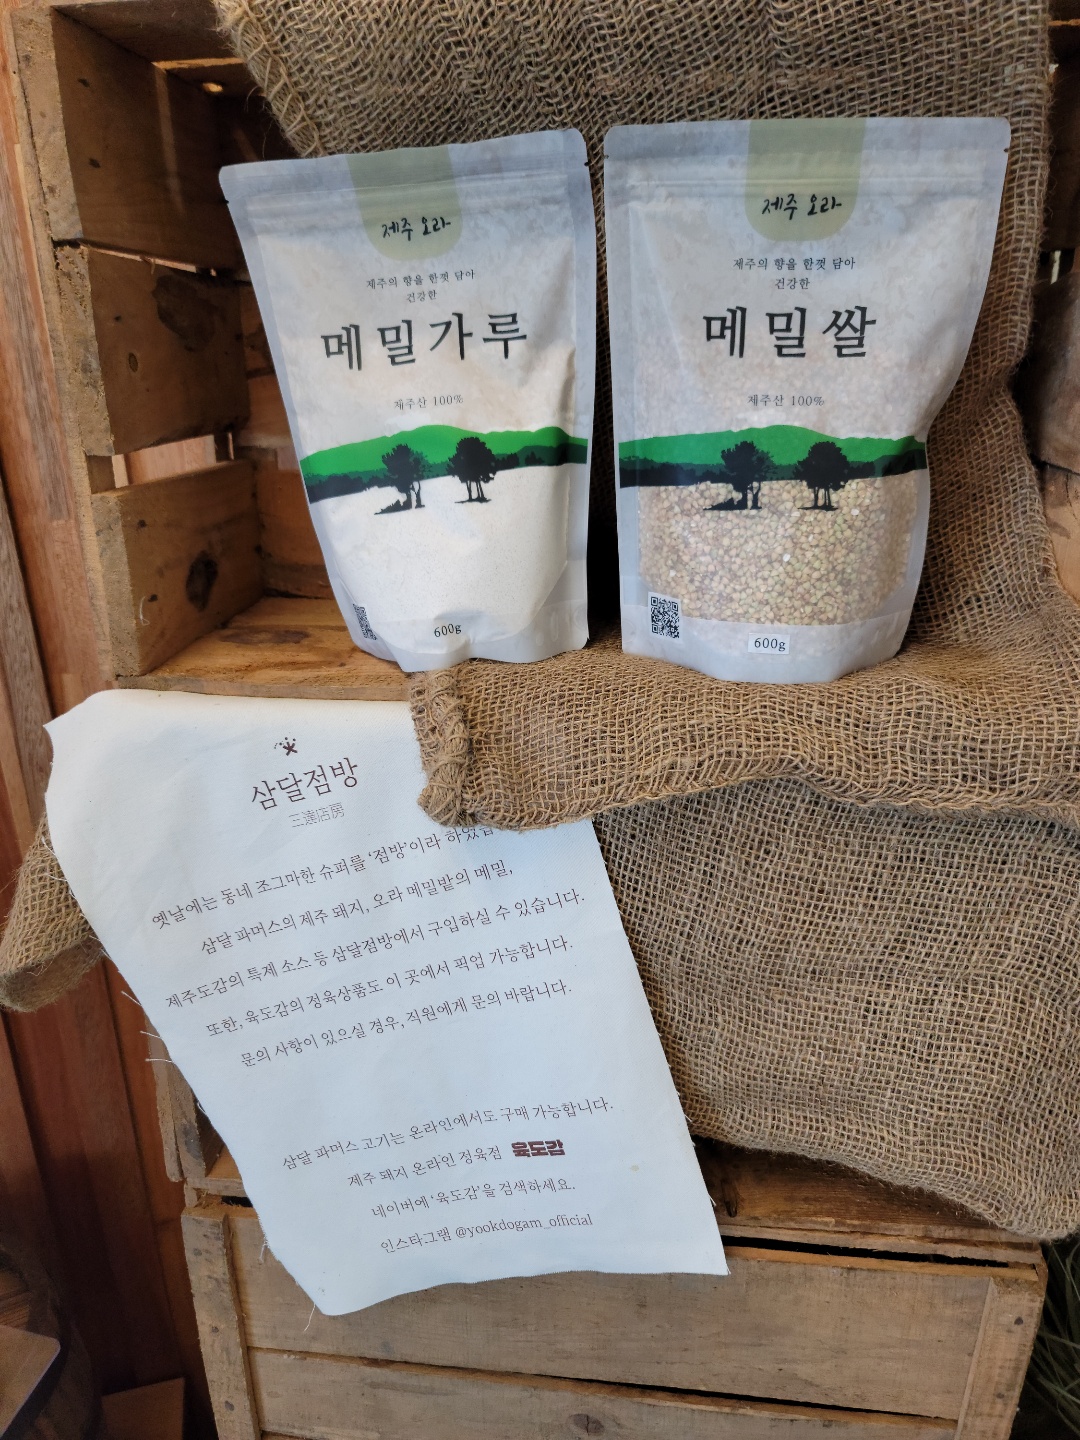 제주 오라
제주의 향을 한껏 담아
건강한
메밀가루
제주산 100%
600g
제주 오라
제주의 향을 한껏 담아
건강한
메밀쌀
제주산 100%
600g
삼달점방
三達店房
옛날에는 동네 조그마한 슈퍼를 '점방'이라 하였습
삼달 파머스의 제주 돼지, 오라 메밀밭의 메밀,
제주도감의 특제 소스 등 삼달점방에서 구입하실 수 있습니다.
또한, 육도감의 정육상품도 이 곳에서 픽업 가능합니다.
문의 사항이 있으실 경우, 직원에게 문의 바랍니다.
삼달 파머스 고기는 온라인에서도 구매 가능합니다.
제주 돼지 온라인 정육점 육도감
네이버에 '육도감'을 검색하세요.
인스타그램 @yookdogam_official